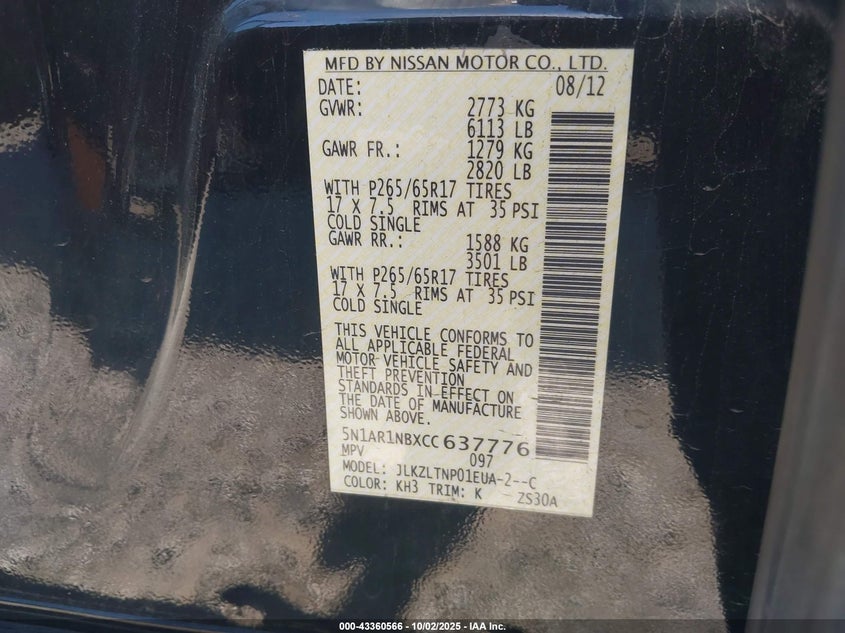 MFD BY NISSAN MOTOR CO., LTD.
DATE: 08/12
GVWR: 2773 KG
6113 LB
GAWR FR.: 1279 KG
2820 LB
WITH P265/65R17 TIRES
17 X 7.5 RIMS AT 35 PSI
COLD SINGLE
GAWR RR.: 1588 KG
3501 LB
WITH P265/65R17 TIRES
17 X 7.5 RIMS AT 35 PSI
COLD SINGLE
THIS VEHICLE CONFORMS TO
ALL APPLICABLE FEDERAL
MOTOR VEHICLE SAFETY AND
THEFT PREVENTION
STANDARDS IN EFFECT ON
THE DATE OF MANUFACTURE
SHOWN ABOVE.
5N1AR1NBXCC 637776
MPV 097
MODEL: JLKZLTNP01EUA-2--C
COLOR: KH3 TRIM: K ZS30A
000-43360566 - 10/02/2025 - IAA Inc.